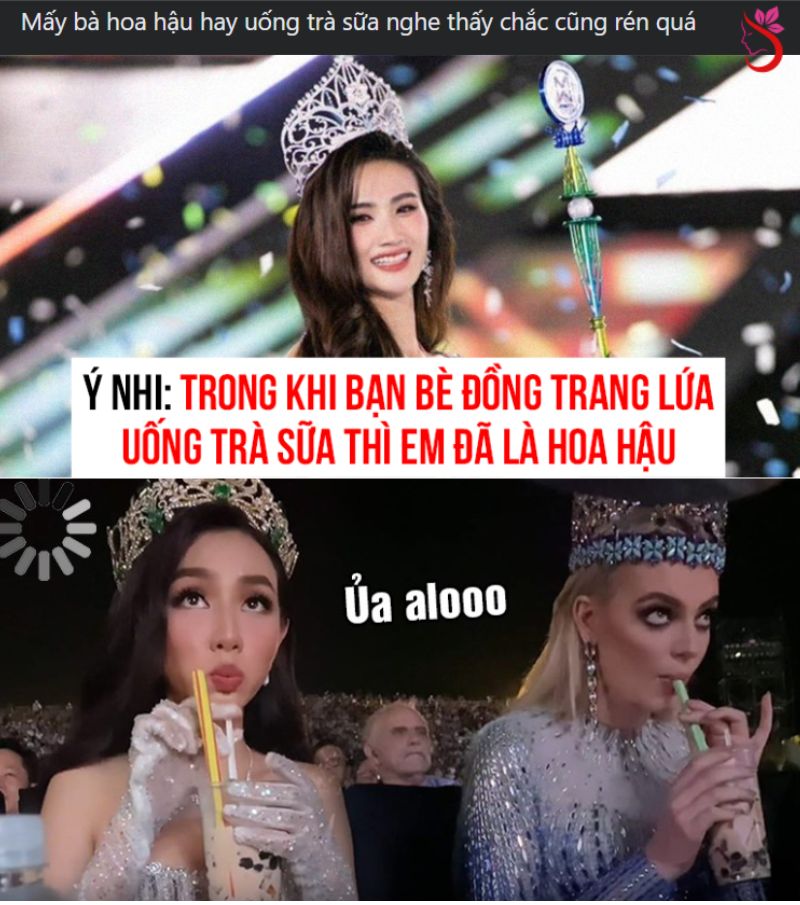 Mấy bà hoa hậu hay uống trà sữa nghe thấy chắc cũng rén quá
Ý NHI: TRONG KHI BẠN BÈ ĐỒNG TRANG LỨA
UỐNG TRÀ SỮA THÌ EM ĐÃ LÀ HOA HẬU
Ủa alooo